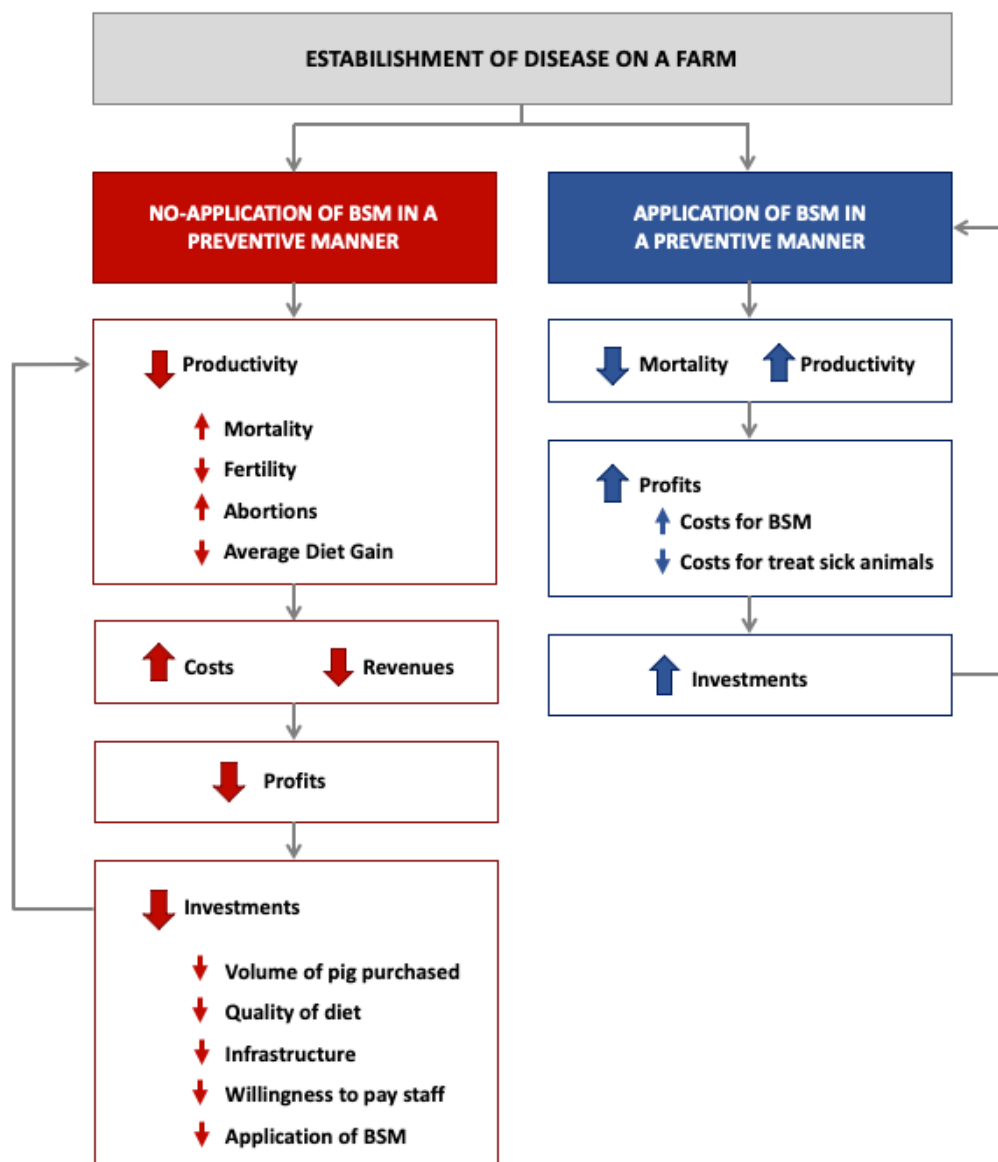 ESTABILISHMENT OF DISEASE ON A FARM
NO-APPLICATION OF BSM IN A
PREVENTIVE MANNER
Productivity
Mortality
Fertility
Abortions
Average Diet Gain
Costs
Revenues
Profits
Investments
Volume of pig purchased
Quality of diet
Infrastructure
Willingness to pay staff
Application of BSM
APPLICATION OF BSM IN
A PREVENTIVE MANNER
Mortality
Productivity
Profits
Costs for BSM
Costs for treat sick animals
Investments